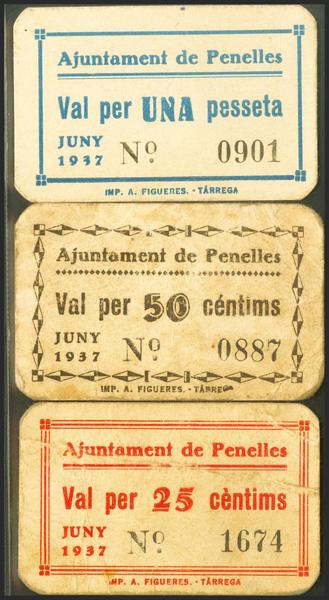 Ajuntament de Penelles
Val per UNA pesseta
JUNY
1937 Nº. 0901
IMP. A. FIGUERES. - TÀRREGA
Ajuntament de Penelles
Val per 50 céntims
JUNY
1937 Nº. 0887
IMP. A. FIGUERES. - TÀRREGA
Ajuntament de Penelles
Val per 25 cèntims
JUNY
1937 Nº. 1674
IMP. A. FIGUERES. - TÀRREGA